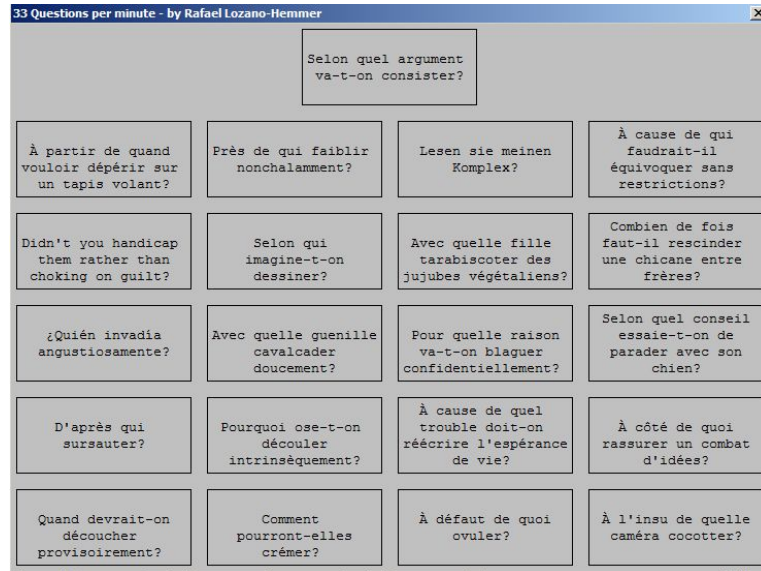 33 Questions per minute - by Rafael Lozano-Hemmer
Selon quel argument
va-t-on consister?
À partir de quand
vouloir dépérir sur
un tapis volant?
Près de qui faiblir
nonchalamment?
Lesen sie meinen
Komplex?
À cause de qui
faudrait-il
équivoquer sans
restrictions?
Didn't you handicap
them rather than
choking on guilt?
Selon qui
imagine-t-on
dessiner?
Avec quelle fille
tarabiscoter des
jujubes végétaliens?
Combien de fois
faut-il rescinder
une chicane entre
frères?
¿Quién invadía
angustiosamente?
Avec quelle guenille
cavalcader
doucement?
Pour quelle raison
va-t-on blaguer
confidentiellement?
Selon quel conseil
essaie-t-on de
parader avec son
chien?
D'après qui
sursauter?
Pourquoi ose-t-on
découler
intrinsèquement?
À cause de quel
trouble doit-on
réécrire l'espérance
de vie?
À côté de quoi
rassurer un combat
d'idées?
Quand devrait-on
découcher
provisoirement?
Comment
pourront-elles
crémer?
À défaut de quoi
ovuler?
À l'insu de quelle
caméra cocotter?